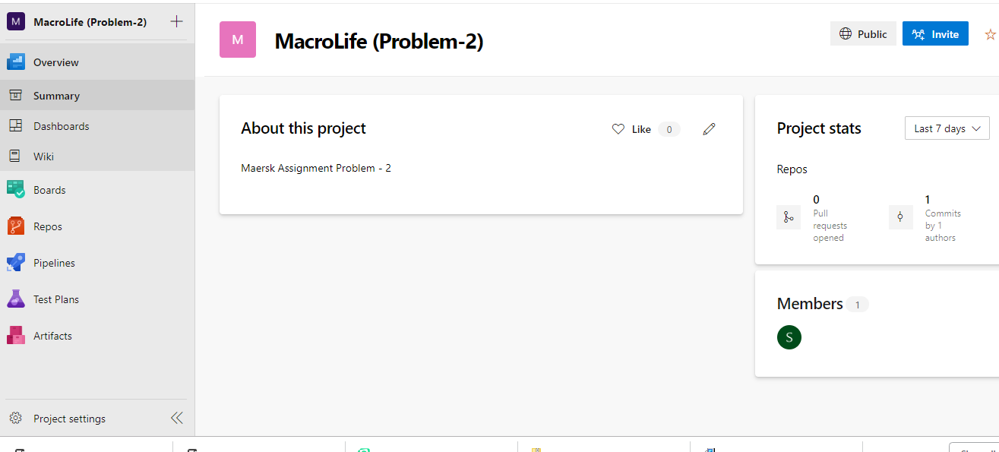 M MacroLife (Problem-2)
Overview
Summary
Dashboards
Wiki
Boards
Repos
Pipelines
Test Plans
Artifacts
Project settings
M MacroLife (Problem-2)
Public
Invite
About this project
Like 0
Maersk Assignment Problem - 2
Project stats
Last 7 days
Repos
0
Pull
requests
opened
1
Commits
by 1
authors
Members 1
S